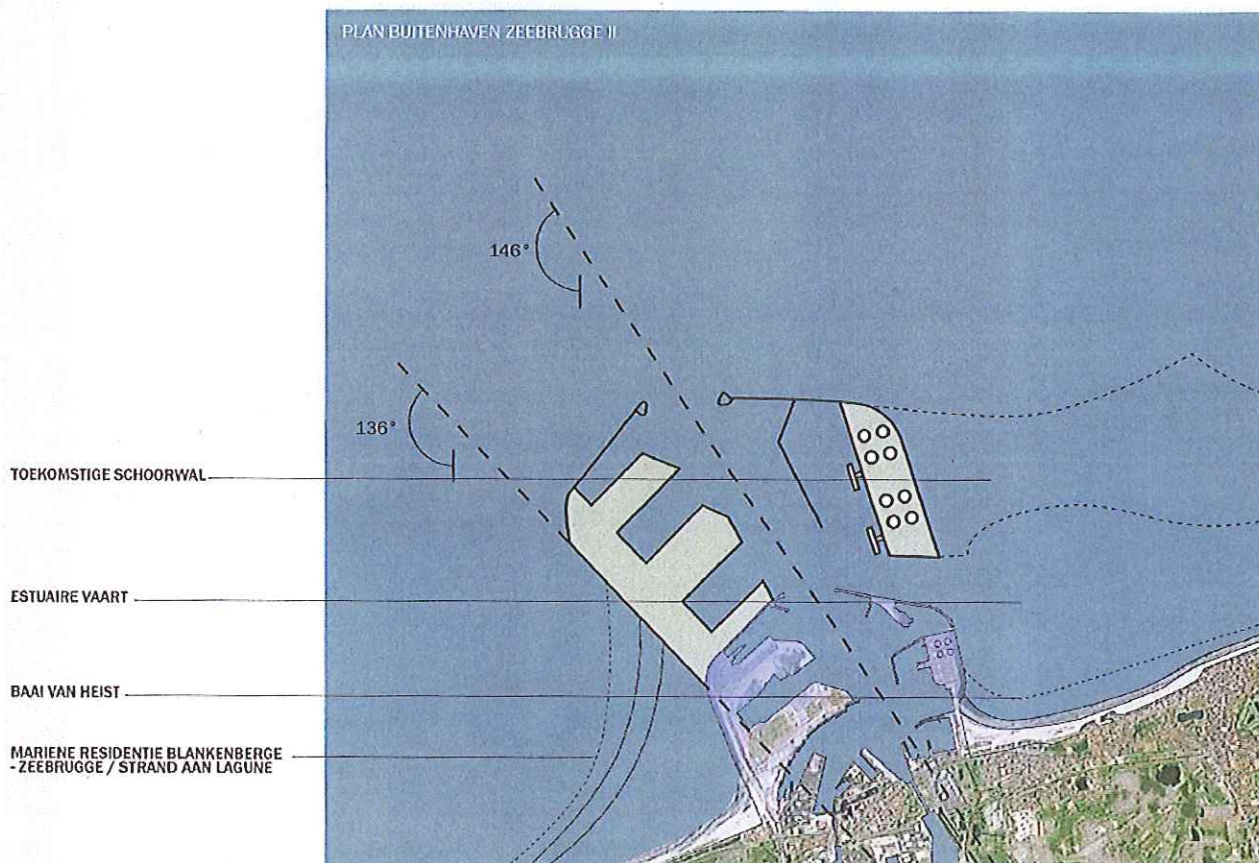 PLAN BUITENHAVEN ZEEBRUGGE II
146°
136°
TOEKOMSTIGE SCHOORWAL
ESTUAIRE VAART
BAAI VAN HEIST
MARIENE RESIDENTIE BLANKENBERGE
- ZEEBRUGGE / STRAND AAN LAGUNE